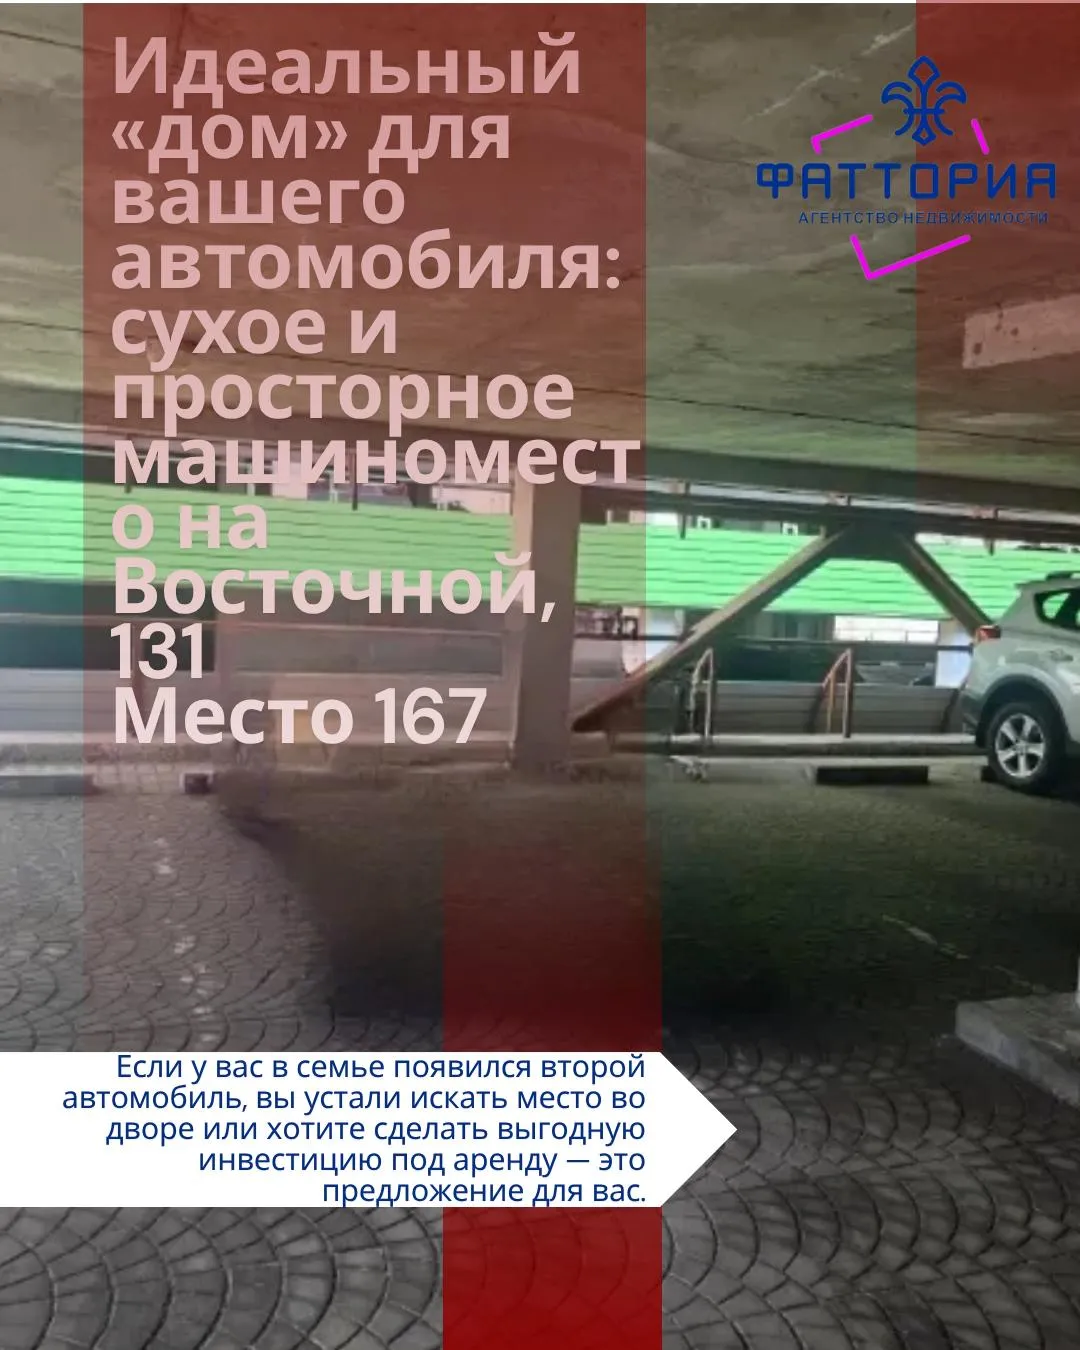 Идеальный
«дом» для
вашего
автомобиля:
сухое и
просторное
машиномест
о на
Восточной,
131
Место 167
ФАТТОРИЯ
АГЕНТСТВО НЕДВИЖИМОСТИ
Если у вас в семье появился второй
автомобиль, вы устали искать место во
дворе или хотите сделать выгодную
инвестицию под аренду — это
предложение для вас.